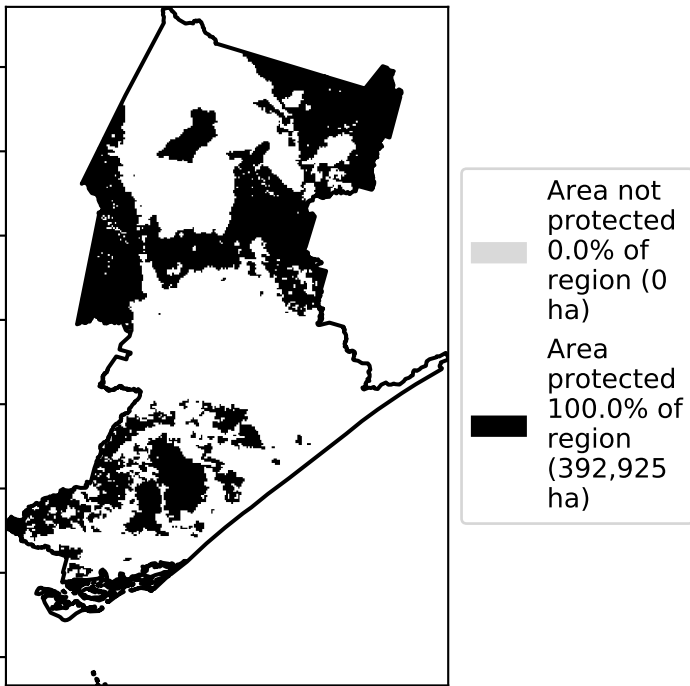 Area not
protected
0.0% of
region (0
ha)
Area
protected
100.0% of
region
(392,925
ha)